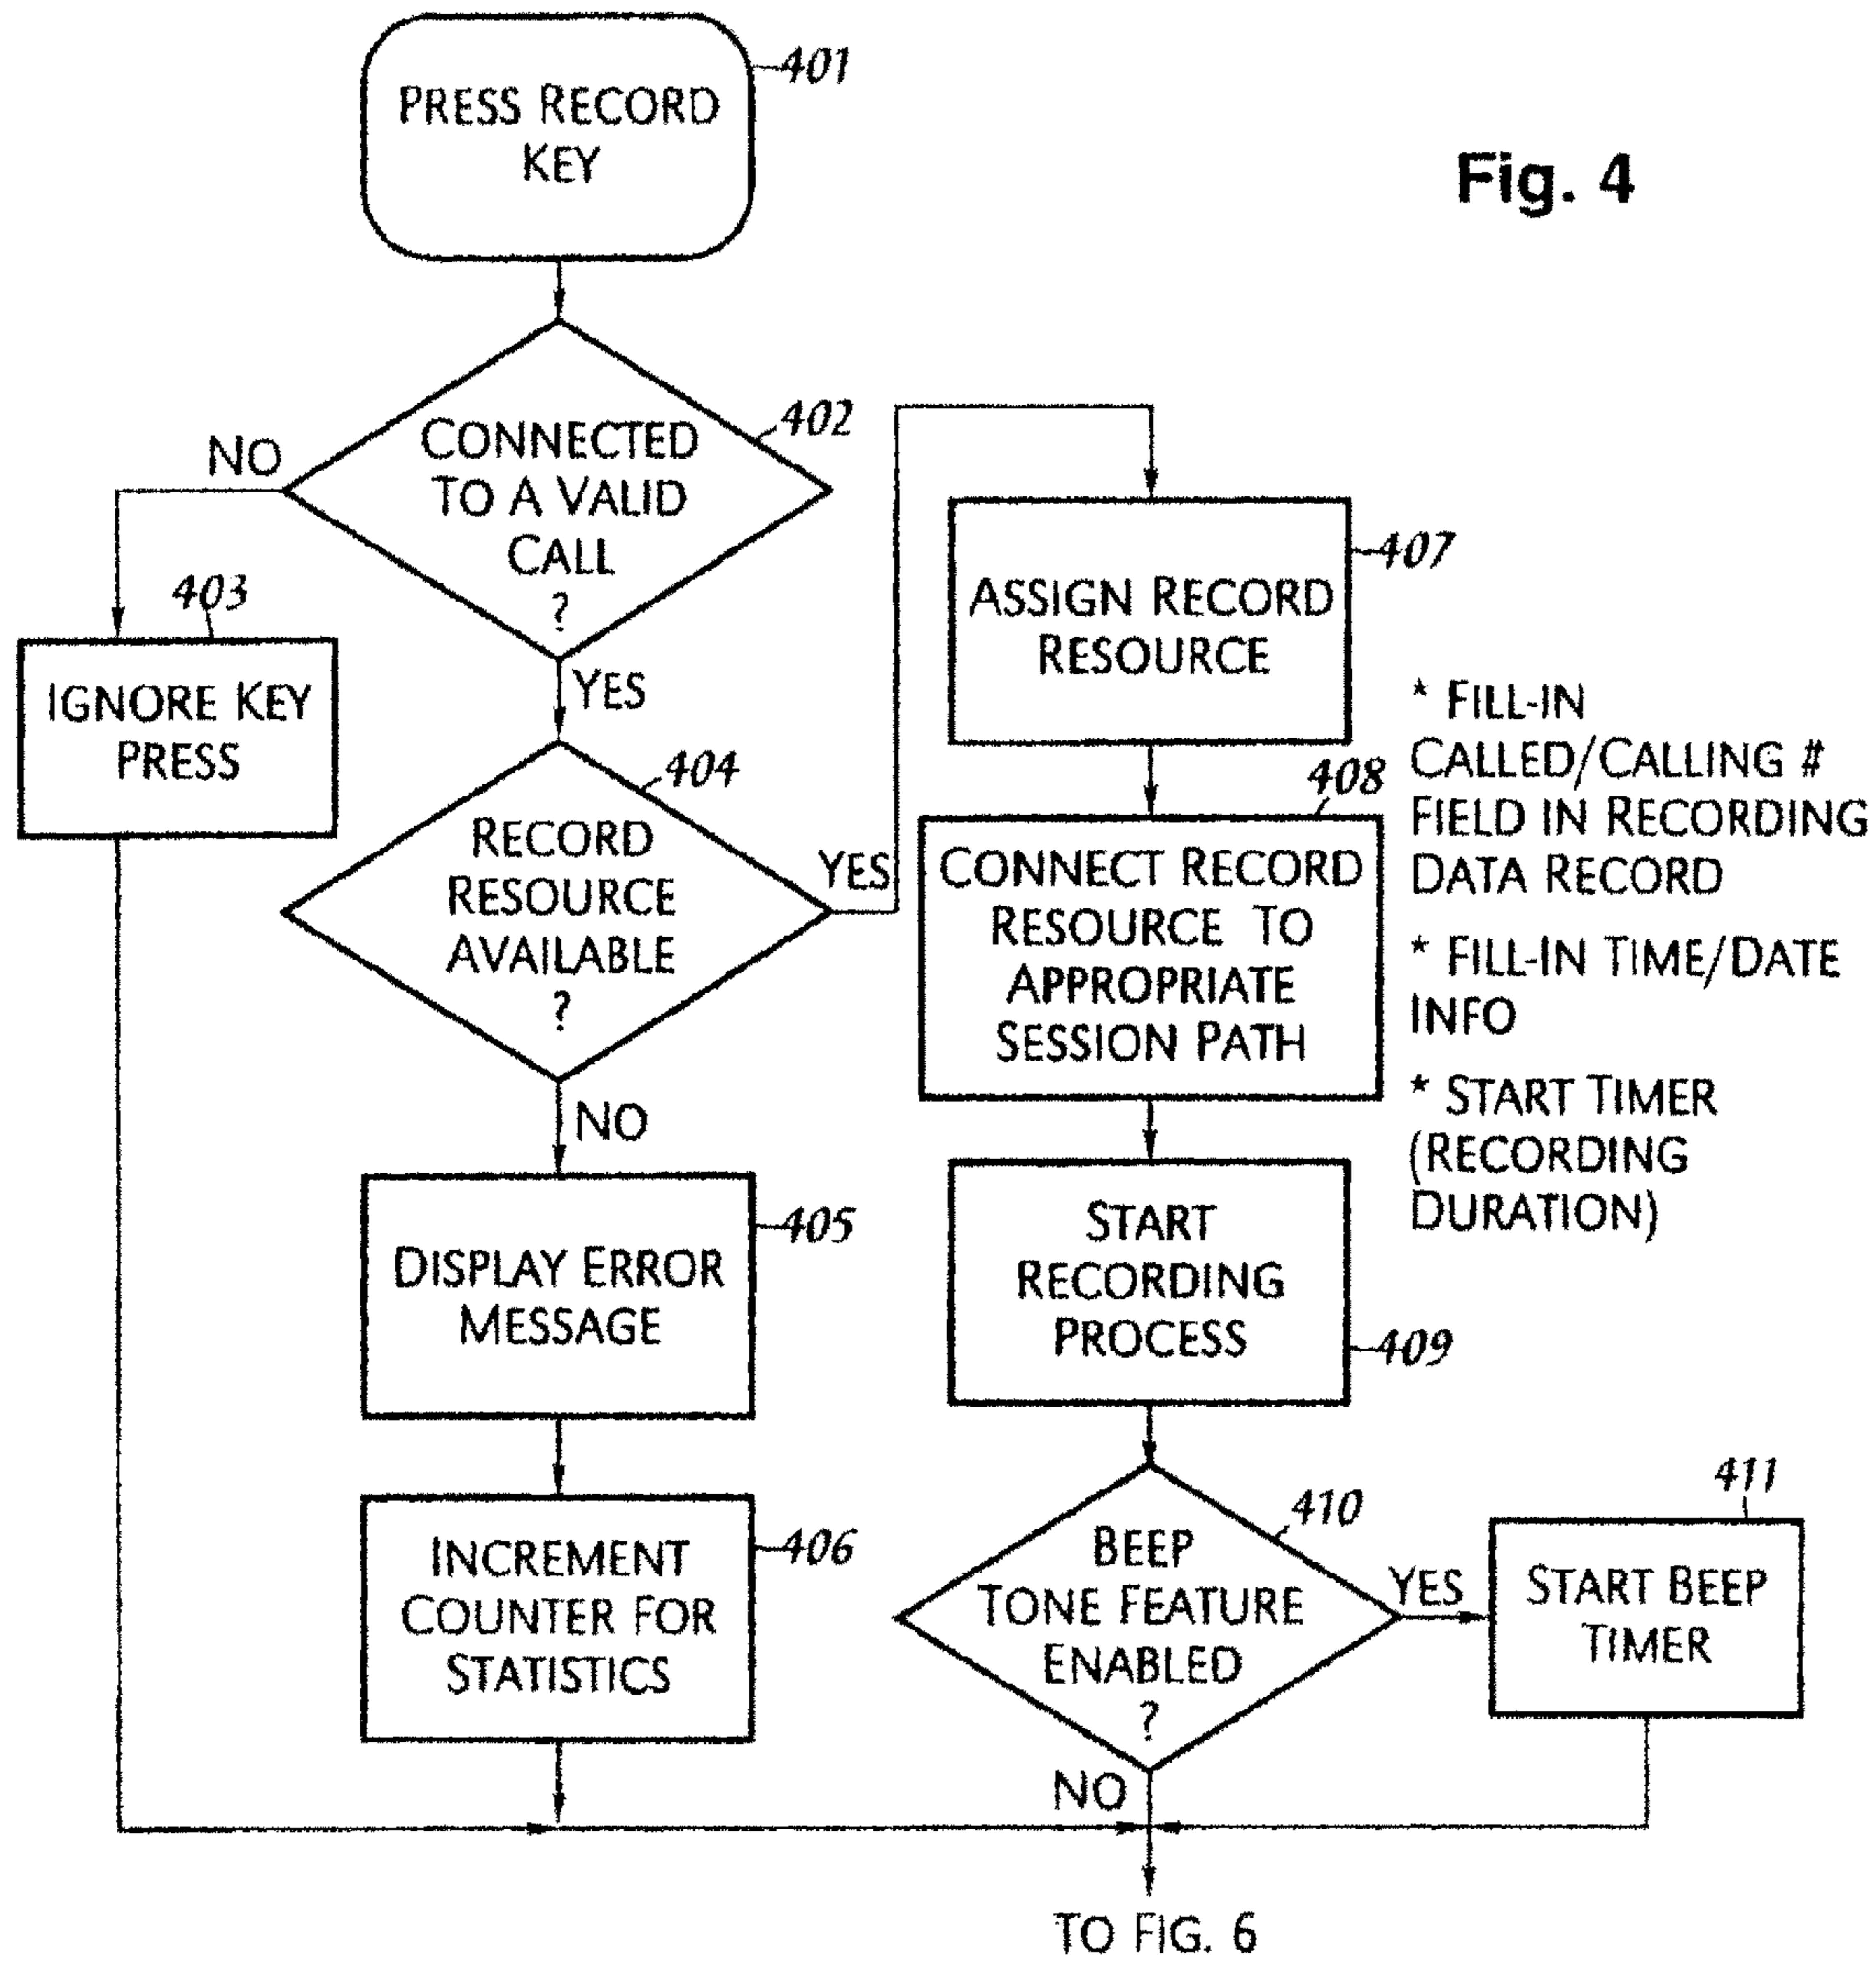 401
PRESS RECORD
KEY
Fig. 4
402
CONNECTED
TO A VALID
CALL
?
NO
YES
403
IGNORE KEY
PRESS
404
RECORD
RESOURCE
AVAILABLE
?
YES
NO
405
DISPLAY ERROR
MESSAGE
406
INCREMENT
COUNTER FOR
STATISTICS
407
ASSIGN RECORD
RESOURCE
408
CONNECT RECORD
RESOURCE TO
APPROPRIATE
SESSION PATH
* FILL-IN
CALLED/CALLING #
FIELD IN RECORDING
DATA RECORD
* FILL-IN TIME/DATE
INFO
* START TIMER
(RECORDING
DURATION)
START
RECORDING
PROCESS
409
410
BEEP
TONE FEATURE
ENABLED
?
YES
NO
411
START BEEP
TIMER
TO FIG. 6